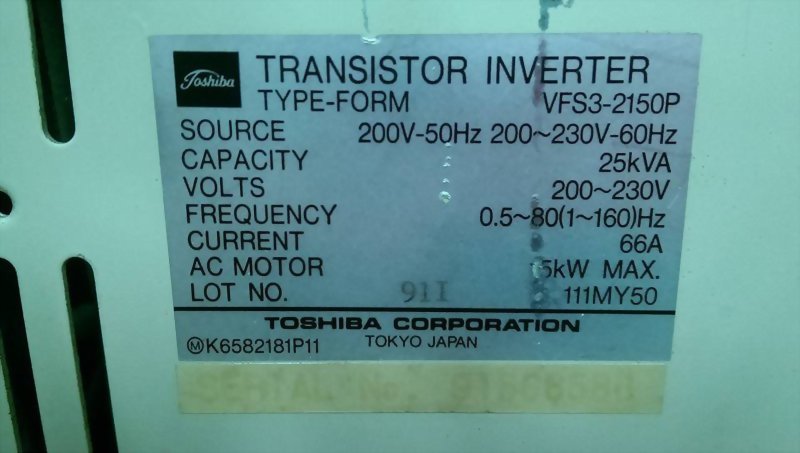 Toshiba
TRANSISTOR INVERTER
TYPE-FORM VFS3-2150P
SOURCE 200V-50Hz 200~230V-60Hz
CAPACITY 25kVA
VOLTS 200~230V
FREQUENCY 0.5~80(1~160)Hz
CURRENT 66A
AC MOTOR 5kW MAX.
LOT NO. 911 111MY50
TOSHIBA CORPORATION
ⓂK6582181P11 TOKYO JAPAN